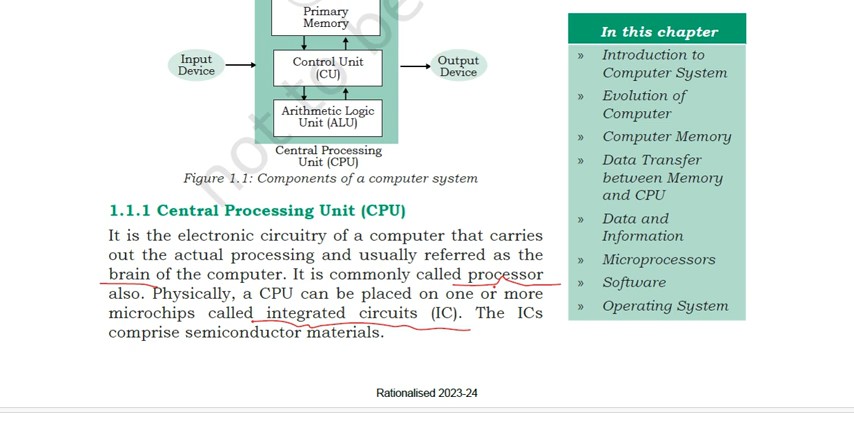 Primary
Memory
Input
Device
Control Unit
(CU)
Output
Device
Arithmetic Logic
Unit (ALU)
Central Processing
Unit (CPU)
Figure 1.1: Components of a computer system
1.1.1 Central Processing Unit (CPU)
It is the electronic circuitry of a computer that carries
out the actual processing and usually referred as the
brain of the computer. It is commonly called processor
also. Physically, a CPU can be placed on one or more
microchips called integrated circuits (IC). The ICs
comprise semiconductor materials.
In this chapter
» Introduction to
Computer System
» Evolution of
Computer
» Computer Memory
» Data Transfer
between Memory
and CPU
» Data and
Information
» Microprocessors
» Software
» Operating System
Rationalised 2023-24
not to be